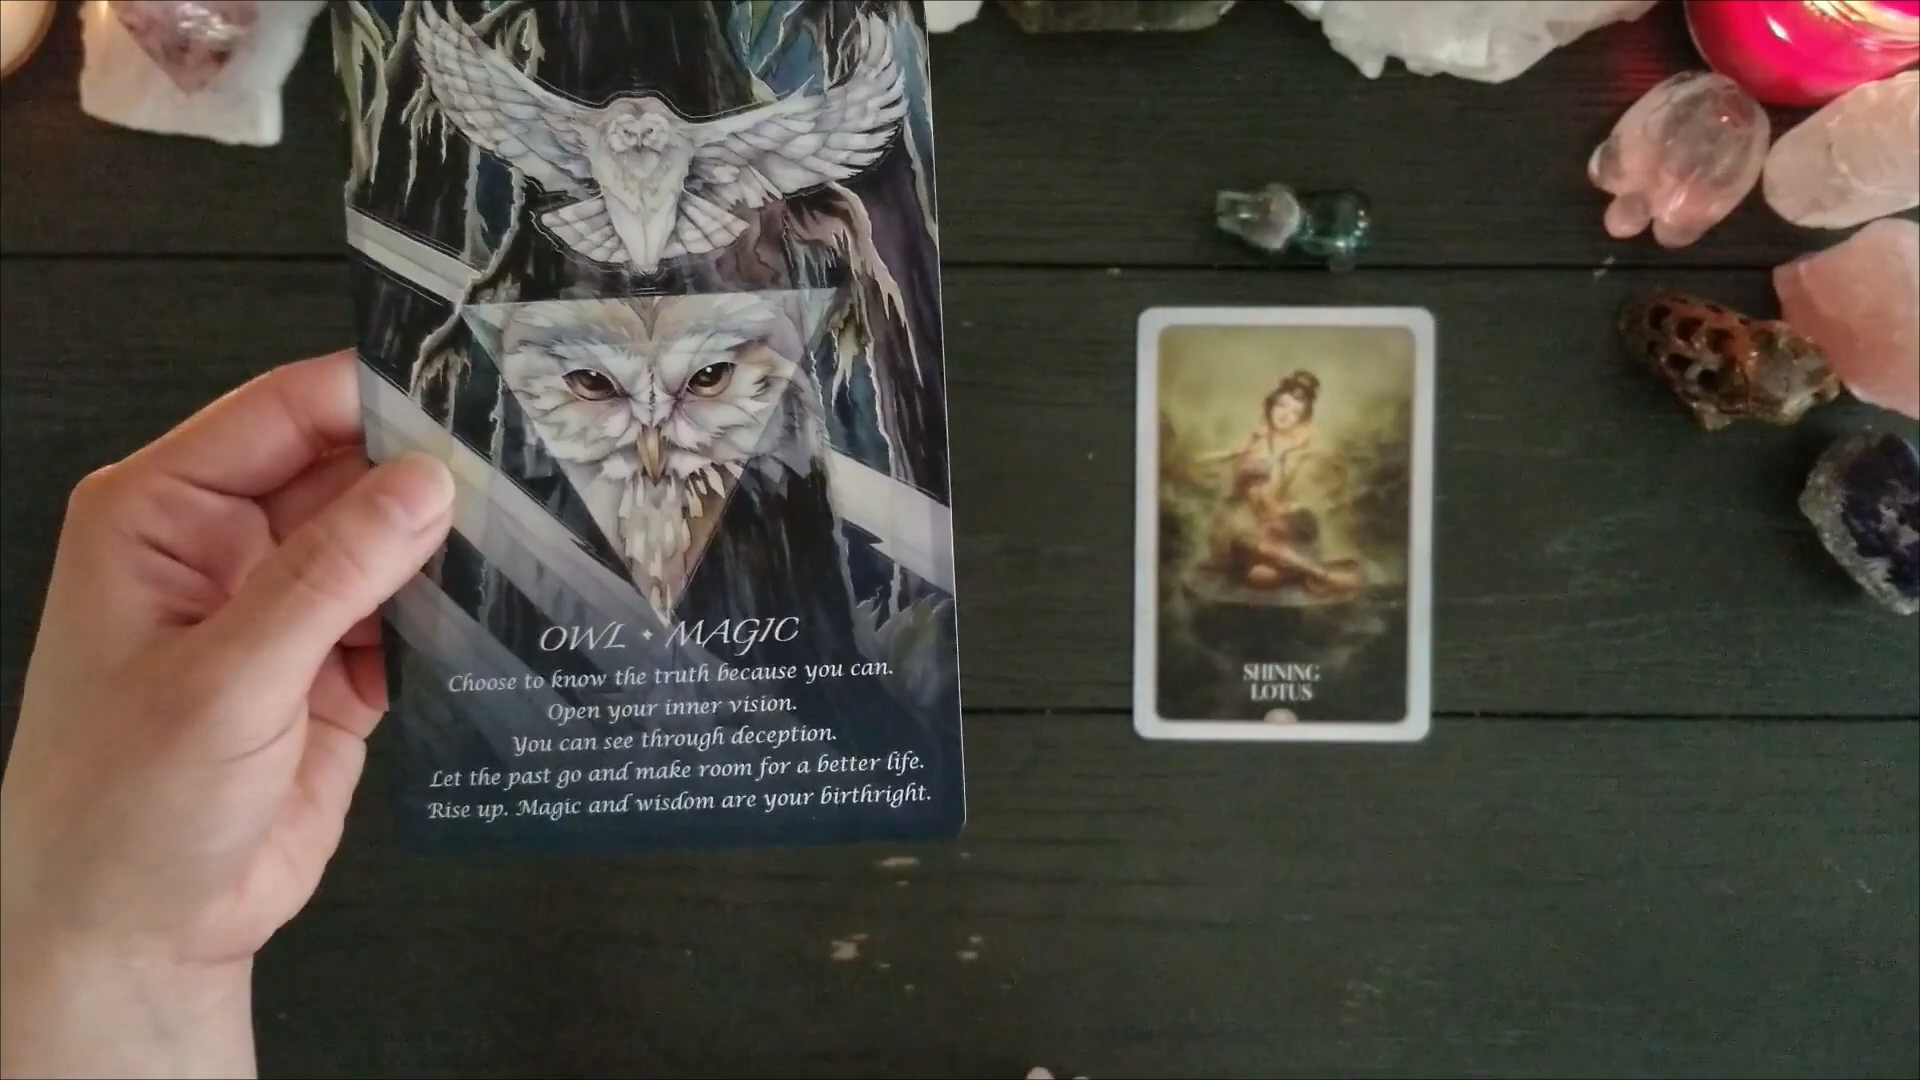 OWL ✦ MAGIC
Choose to know the truth because you can.
Open your inner vision.
You can see through deception.
Let the past go and make room for a better life.
Rise up. Magic and wisdom are your birthright.
SHINING
LOTUS